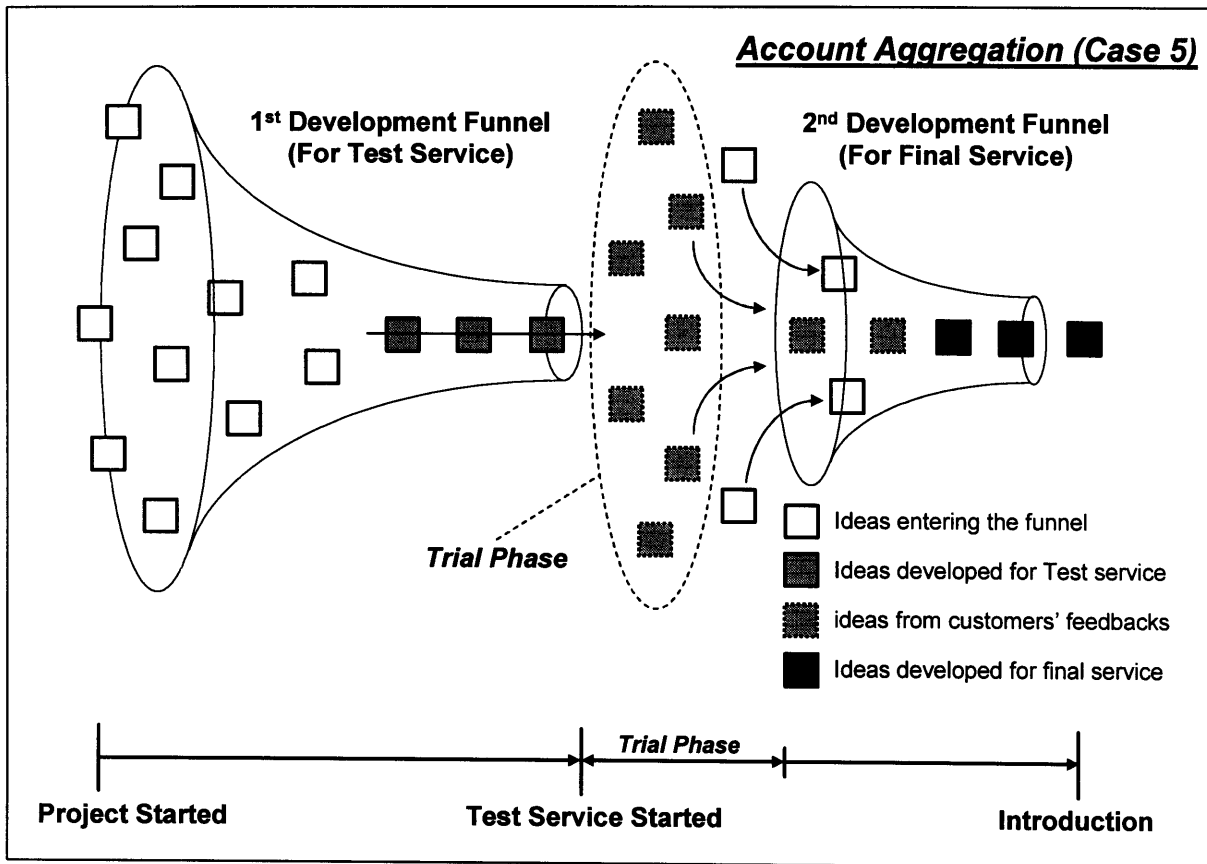 Account Aggregation (Case 5)
1st Development Funnel
(For Test Service)
2nd Development Funnel
(For Final Service)
Trial Phase
Ideas entering the funnel
Ideas developed for Test service
ideas from customers' feedbacks
Ideas developed for final service
Trial Phase
Project Started
Test Service Started
Introduction